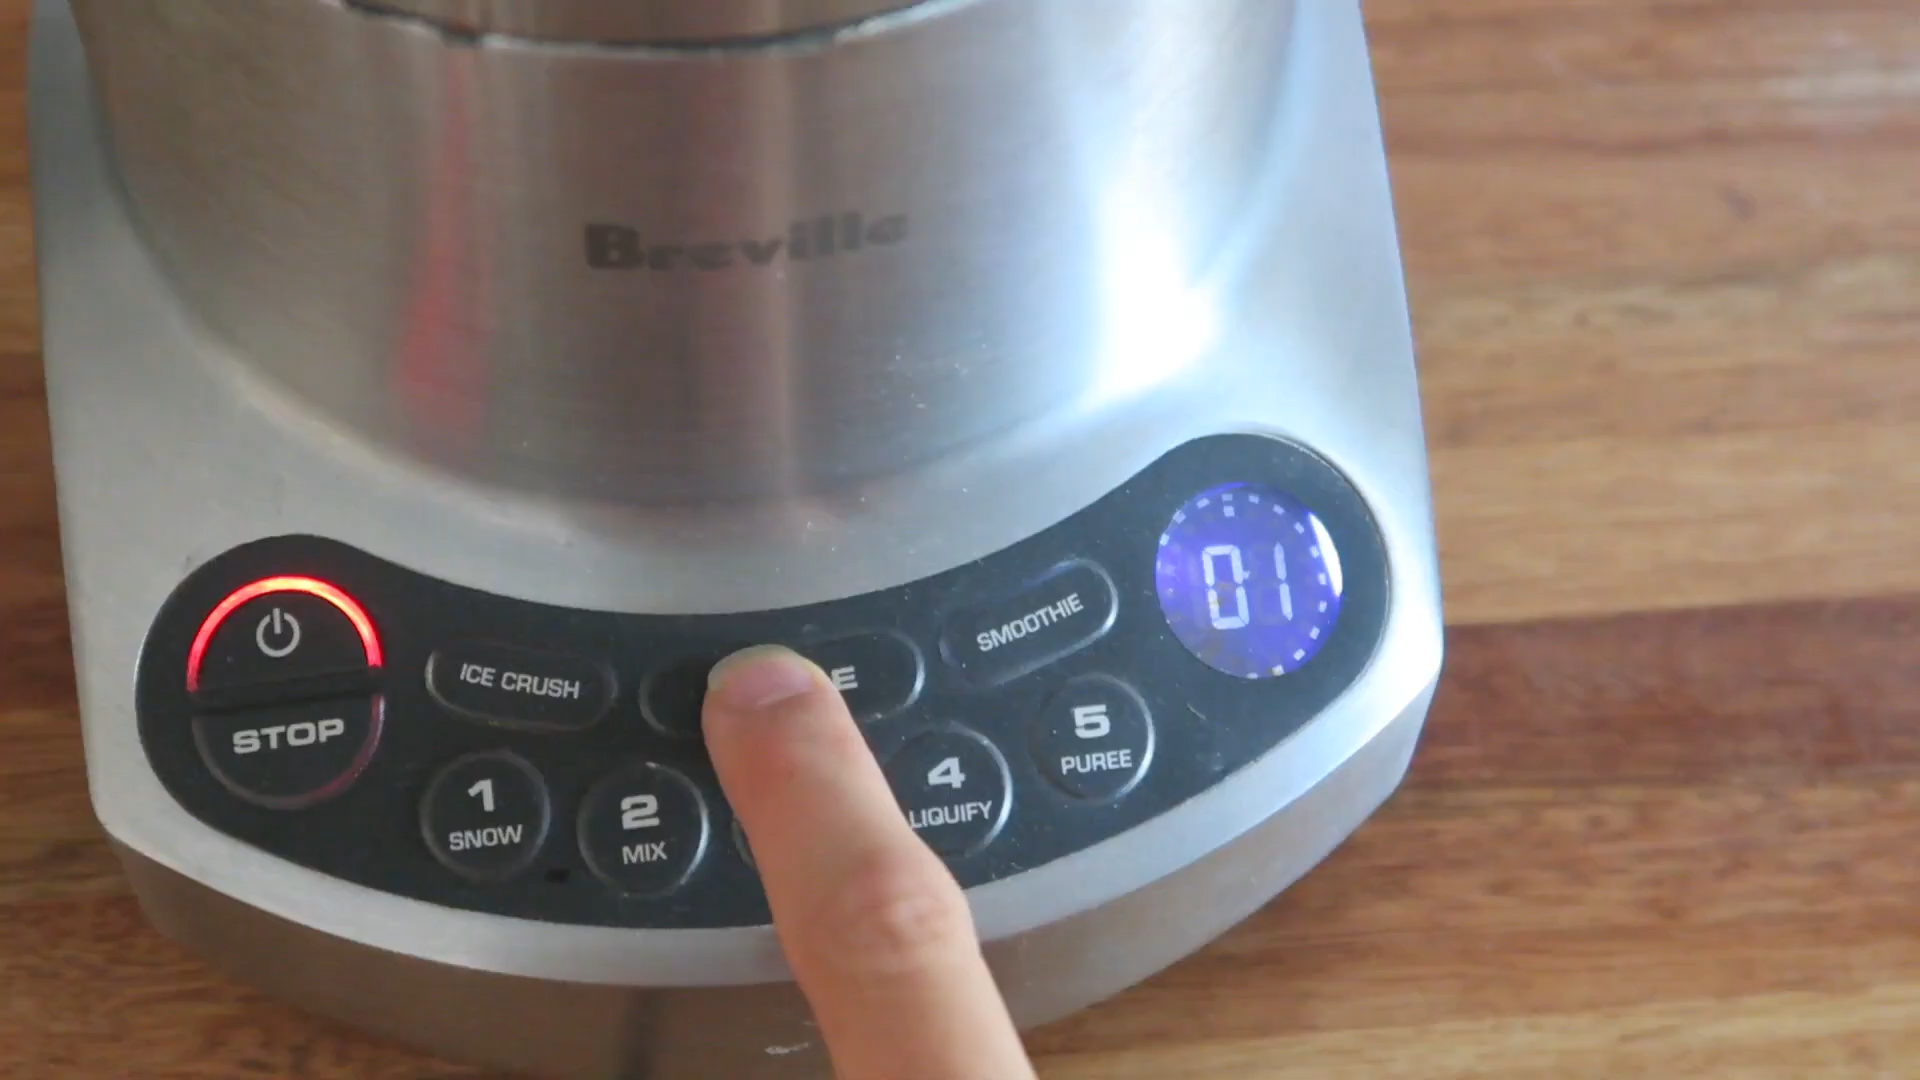 Breville
01
ICE CRUSH
E
SMOOTHIE
STOP
1
SNOW
2
MIX
4
LIQUIFY
5
PUREE